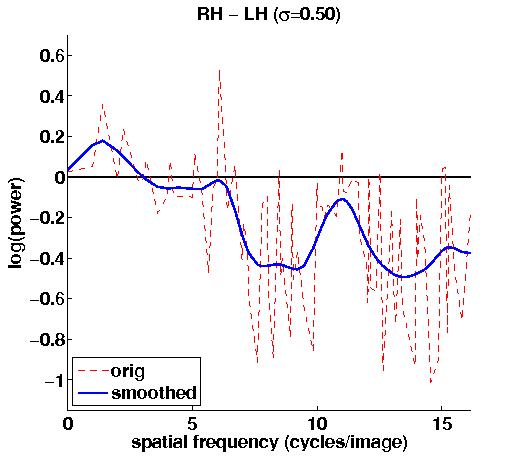 RH − LH (σ=0.50)
0.6
0.4
0.2
0
−0.2
−0.4
−0.6
−0.8
−1
log(power)
orig
smoothed
0 5 10 15
spatial frequency (cycles/image)